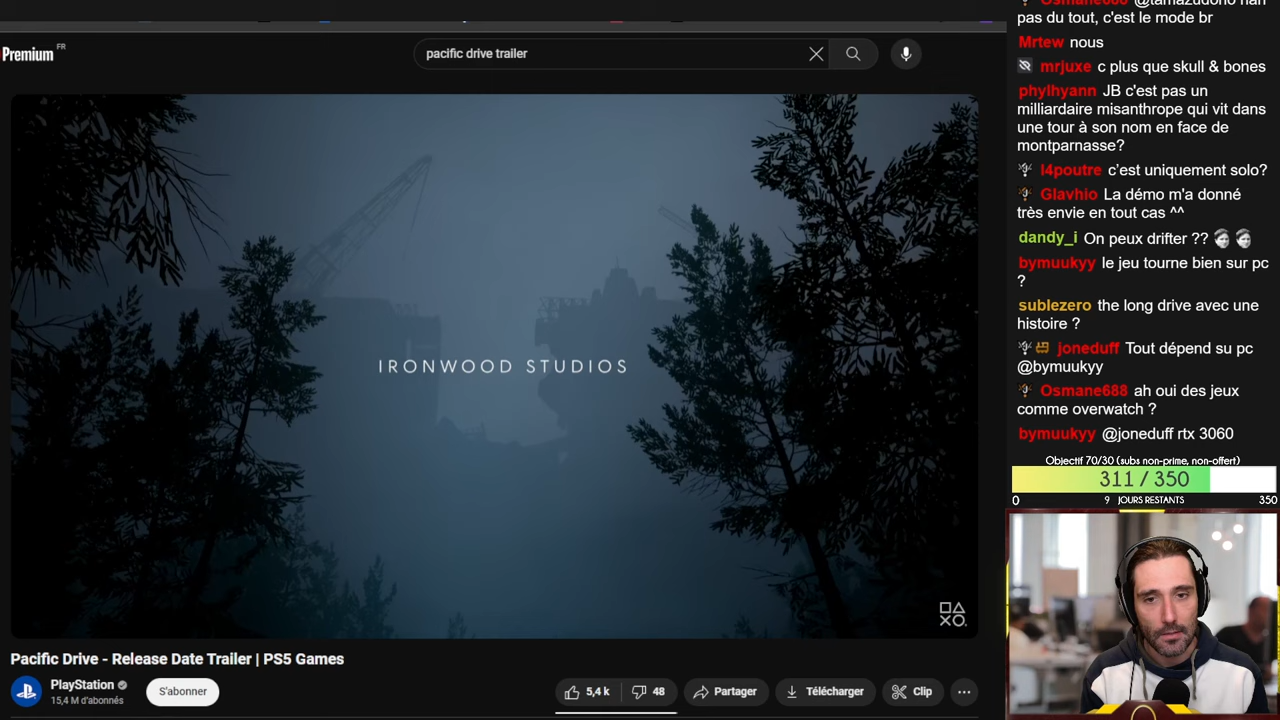 Premium FR
pacific drive trailer
IRONWOOD STUDIOS
Pacific Drive - Release Date Trailer | PS5 Games
PlayStation
15,4 M d'abonnés
S'abonner
5,4 k
48
Partager
Télécharger
Clip
pas du tout, c'est le mode br
Mrtew nous
mrjuxe c plus que skull & bones
phylhyann JB c'est pas un
milliardaire misanthrope qui vit dans
une tour à son nom en face de
montparnasse?
l4poutre c'est uniquement solo?
Glavhio La démo m'a donné
très envie en tout cas ^^
dandy_i On peux drifter ??
bymuukyy le jeu tourne bien sur pc
?
sublezero the long drive avec une
histoire ?
joneduff Tout dépend su pc
@bymuukyy
Osmane688 ah oui des jeux
comme overwatch ?
bymuukyy @joneduff rtx 3060
Objectif 70/30 (subs non-prime, non-offert)
311 / 350
0 9 JOURS RESTANTS 350